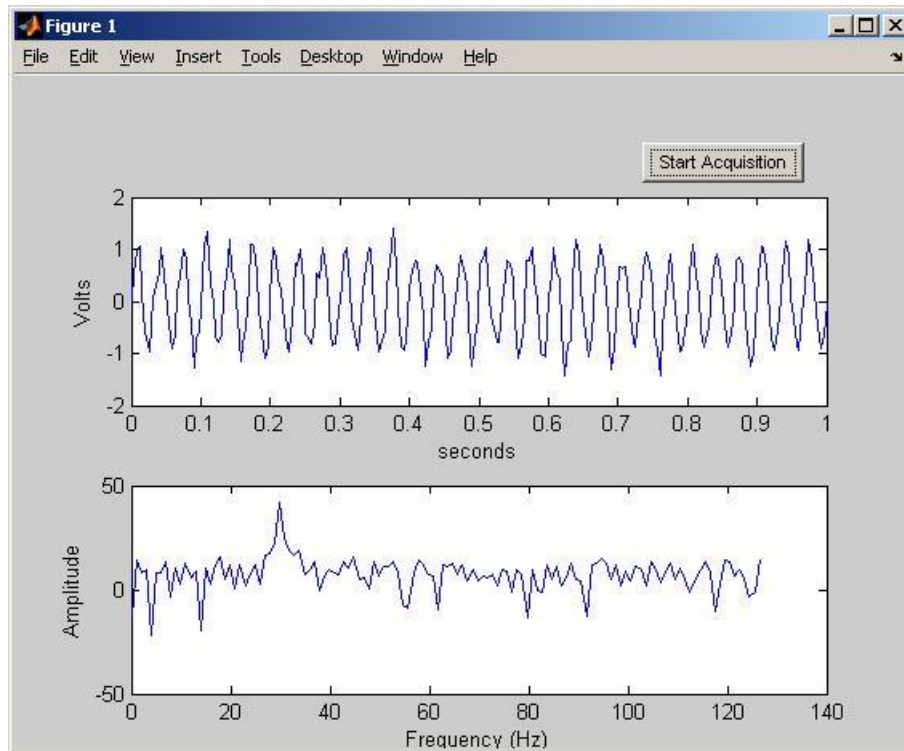 Figure 1
File Edit View Insert Tools Desktop Window Help
Start Acquisition
2
1
0
-1
-2
Volts
0 0.1 0.2 0.3 0.4 0.5 0.6 0.7 0.8 0.9 1
seconds
50
0
-50
Amplitude
0 20 40 60 80 100 120 140
Frequency (Hz)